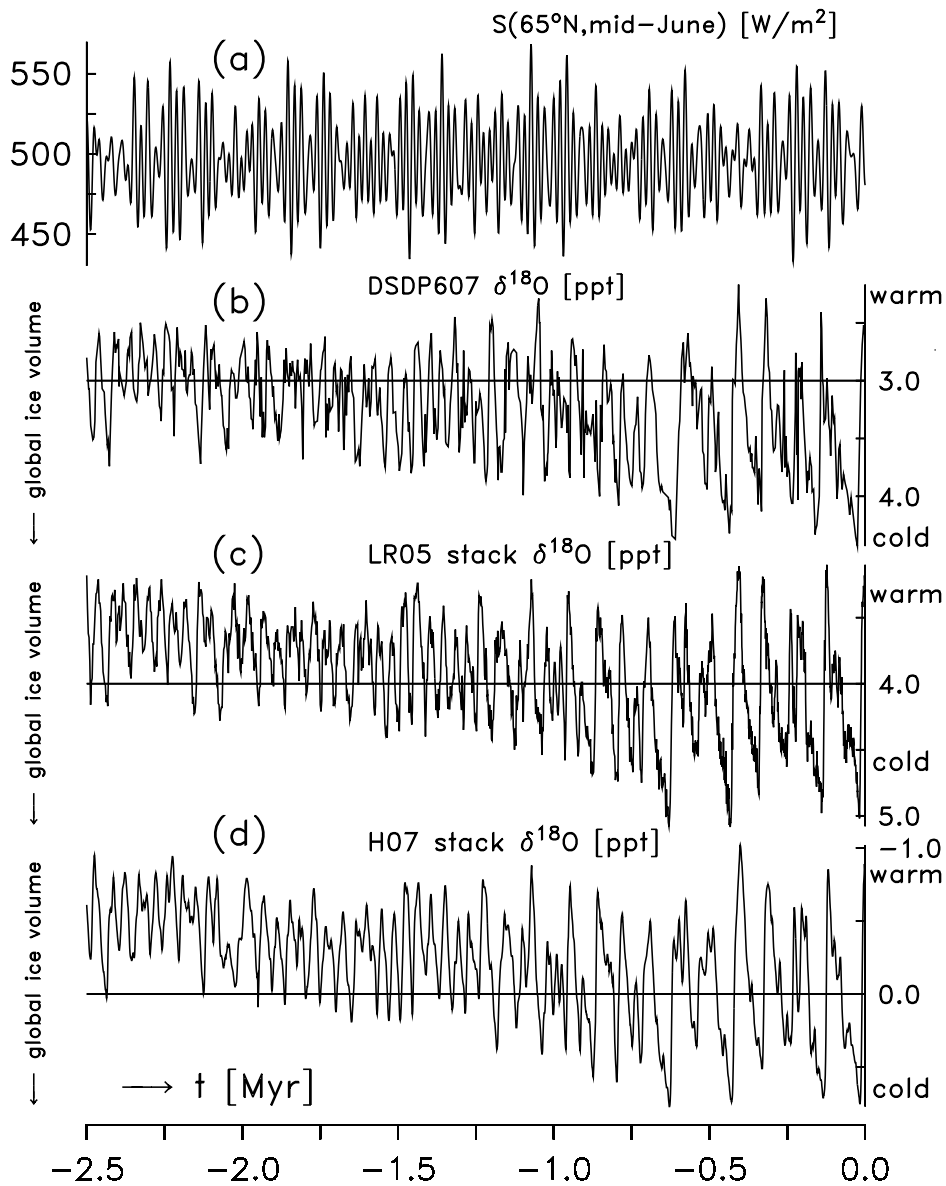 S(65°N,mid−June) [W/m²]
(a)
550
500
450
DSDP607 δ¹⁸O [ppt]
(b)
warm
3.0
4.0
cold
← global ice volume
LR05 stack δ¹⁸O [ppt]
(c)
warm
4.0
cold
5.0
← global ice volume
H07 stack δ¹⁸O [ppt]
(d)
−1.0
warm
0.0
cold
← global ice volume
→ t [Myr]
−2.5 −2.0 −1.5 −1.0 −0.5 0.0